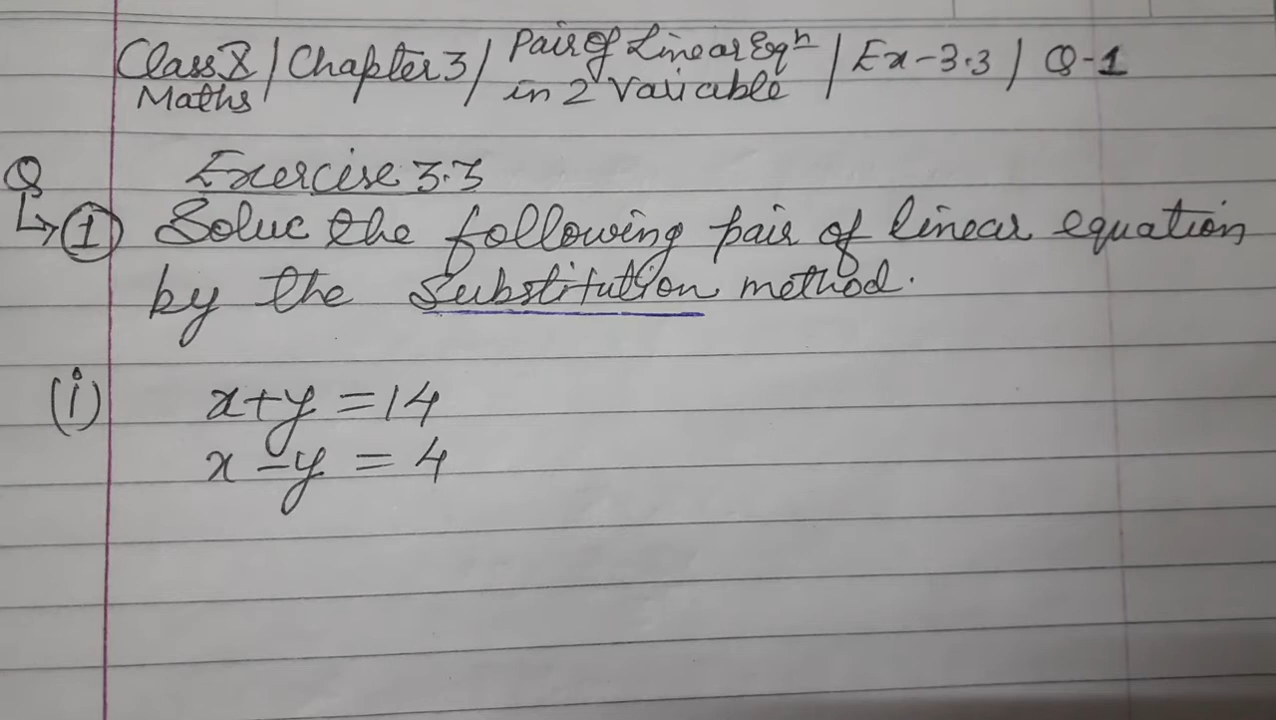 Class X / Chapter 3 / Pair of Linear Eqⁿ / Ex-3.3 / Q-1
Maths in 2 Variable
Q Exercise 3.3
↳ ① Solve the following pair of linear equation
by the substitution method.
(i) x+y = 14
x-y = 4